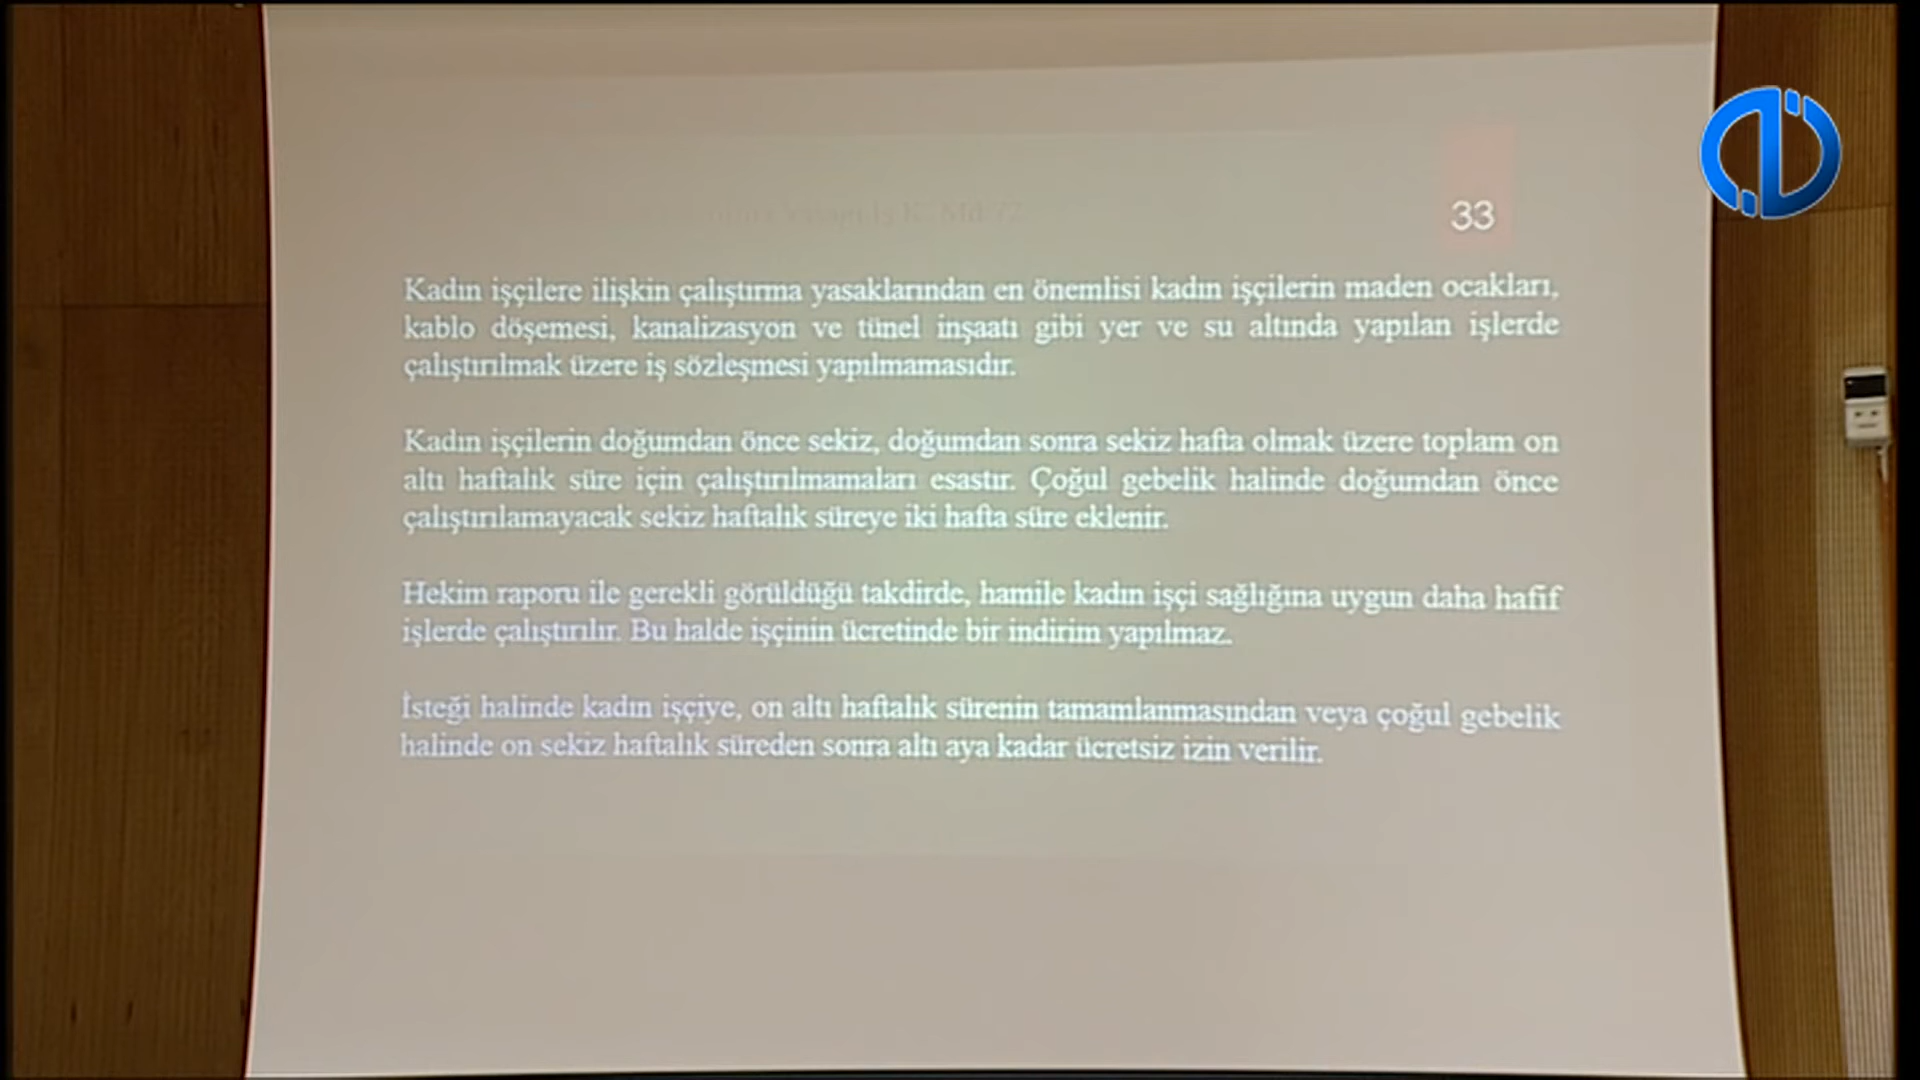 33
Kadın işçilere ilişkin çalıştırma yasaklarından en önemlisi kadın işçilerin maden ocakları,
kablo döşemesi, kanalizasyon ve tünel inşaatı gibi yer ve su altında yapılan işlerde
çalıştırılmak üzere iş sözleşmesi yapılmamasıdır.
Kadın işçilerin doğumdan önce sekiz, doğumdan sonra sekiz hafta olmak üzere toplam on
altı haftalık süre için çalıştırılmamaları esastır. Çoğul gebelik halinde doğumdan önce
çalıştırılamayacak sekiz haftalık süreye iki hafta süre eklenir.
Hekim raporu ile gerekli görüldüğü takdirde, hamile kadın işçi sağlığına uygun daha hafif
işlerde çalıştırılır. Bu halde işçinin ücretinde bir indirim yapılmaz.
İsteği halinde kadın işçiye, on altı haftalık sürenin tamamlanmasından veya çoğul gebelik
halinde on sekiz haftalık süreden sonra altı aya kadar ücretsiz izin verilir.